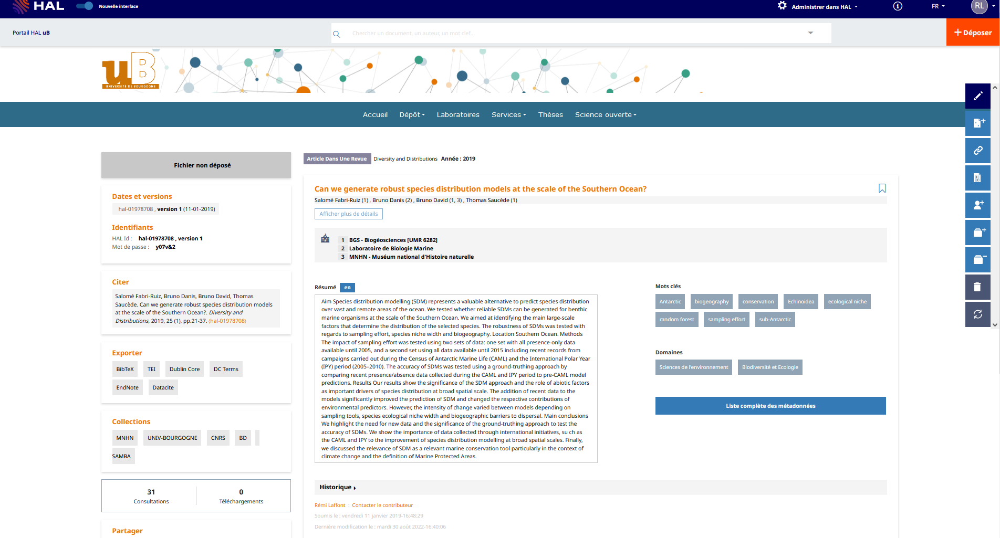 HAL
Nouvelle interface
Administrer dans HAL
FR
RL
Portail HAL uB
Chercher un document, un auteur, un mot clef...
+ Déposer
uB
UNIVERSITÉ DE BOURGOGNE
Accueil
Dépôt
Laboratoires
Services
Thèses
Science ouverte
Fichier non déposé
Dates et versions
hal-01978708 , version 1 (11-01-2019)
Identifiants
HAL Id : hal-01978708 , version 1
Mot de passe : y07v&2
Citer
Salomé Fabri-Ruiz, Bruno Danis, Bruno David, Thomas
Saucède. Can we generate robust species distribution models
at the scale of the Southern Ocean?. Diversity and
Distributions, 2019, 25 (1), pp.21-37. ⟨hal-01978708⟩
Exporter
BibTeX
TEI
Dublin Core
DC Terms
EndNote
Datacite
Collections
MNHN
UNIV-BOURGOGNE
CNRS
BD
SAMBA
31
Consultations
0
Téléchargements
Partager
Article Dans Une Revue Diversity and Distributions Année : 2019
Can we generate robust species distribution models at the scale of the Southern Ocean?
Salomé Fabri-Ruiz (1) , Bruno Danis (2) , Bruno David (1, 3) , Thomas Saucède (1)
Afficher plus de détails
1 BGS - Biogéosciences [UMR 6282]
2 Laboratoire de Biologie Marine
3 MNHN - Muséum national d'Histoire naturelle
Résumé en
Aim Species distribution modelling (SDM) represents a valuable alternative to predict species distribution
over vast and remote areas of the ocean. We tested whether reliable SDMs can be generated for benthic
marine organisms at the scale of the Southern Ocean. We aimed at identifying the main large-scale
factors that determine the distribution of the selected species. The robustness of SDMs was tested with
regards to sampling effort, species niche width and biogeography. Location Southern Ocean. Methods
The impact of sampling effort was tested using two sets of data: one set with all presence-only data
available until 2005, and a second set using all data available until 2015 including recent records from
campaigns carried out during the Census of Antarctic Marine Life (CAML) and the International Polar Year
(IPY) period (2005–2010). The accuracy of SDMs was tested using a ground-truthing approach by
comparing recent presence/absence data collected during the CAML and IPY period to pre-CAML model
predictions. Results Our results show the significance of the SDM approach and the role of abiotic factors
as important drivers of species distribution at broad spatial scale. The addition of recent data to the
models significantly improved the prediction of SDM and changed the respective contributions of
environmental predictors. However, the intensity of change varied between models depending on
sampling tools, species ecological niche width and biogeographic barriers to dispersal. Main conclusions
We highlight the need for new data and the significance of the ground-truthing approach to test the
accuracy of SDMs. We show the importance of data collected through international initiatives, su ch as
the CAML and IPY to the improvement of species distribution modelling at broad spatial scales. Finally,
we discussed the relevance of SDM as a relevant marine conservation tool particularly in the context of
climate change and the definition of Marine Protected Areas.
Mots clés
Antarctic
biogeography
conservation
Echinoidea
ecological niche
random forest
sampling effort
sub-Antarctic
Domaines
Sciences de l'environnement
Biodiversité et Ecologie
Liste complète des métadonnées
Historique
Rémi Laffont : Contacter le contributeur
Soumis le : vendredi 11 janvier 2019-16:48:29
Dernière modification le : mardi 30 août 2022-16:40:06